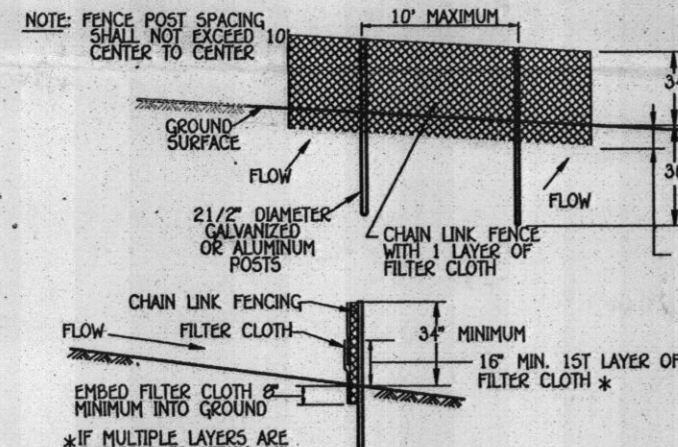 NOTE: FENCE POST SPACING
SHALL NOT EXCEED 10'
CENTER TO CENTER
10' MAXIMUM
GROUND
SURFACE
FLOW
FLOW
21/2" DIAMETER
GALVANIZED
OR ALUMINUM
POSTS
CHAIN LINK FENCE
WITH 1 LAYER OF
FILTER CLOTH
CHAIN LINK FENCING
FLOW
FILTER CLOTH
34" MINIMUM
16" MIN. 1ST LAYER OF
FILTER CLOTH *
EMBED FILTER CLOTH 8"
MINIMUM INTO GROUND
*IF MULTIPLE LAYERS ARE